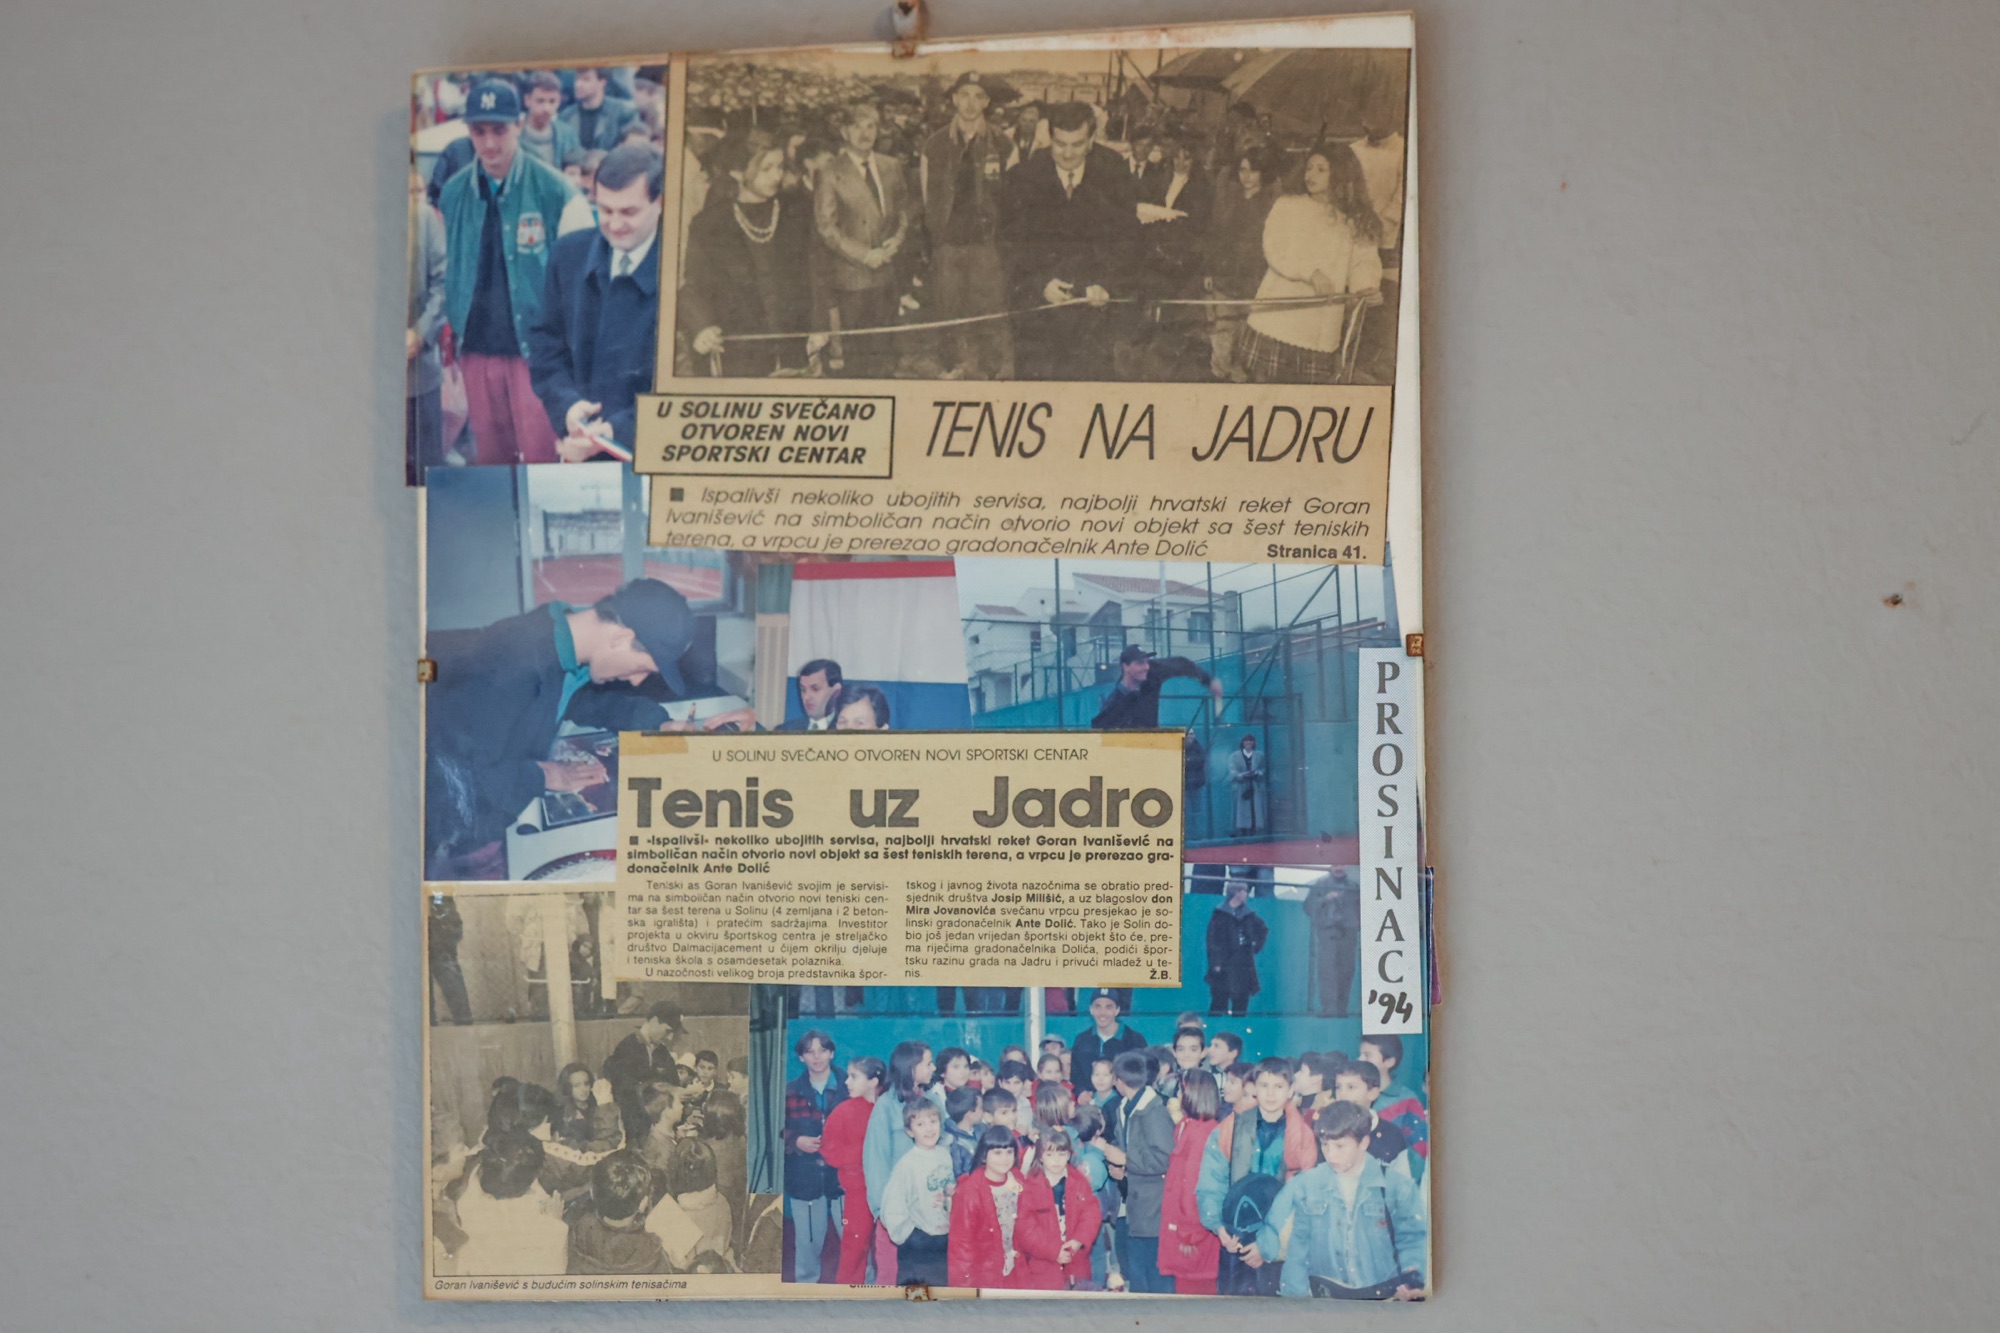 U SOLINU SVEČANO
OTVOREN NOVI
SPORTSKI CENTAR
TENIS NA JADRU
■ Ispalivši nekoliko ubojitih servisa, najbolji hrvatski reket Goran
Ivanišević na simboličan način otvorio novi objekt sa šest teniskih
terena, a vrpcu je prerezao gradonačelnik Ante Dolić
Stranica 41.
U SOLINU SVEČANO OTVOREN NOVI SPORTSKI CENTAR
Tenis uz Jadro
■ »Ispalivši« nekoliko ubojitih servisa, najbolji hrvatski reket Goran Ivanišević na
simboličan način otvorio novi objekt sa šest teniskih terena, a vrpcu je prerezao gra-
donačelnik Ante Dolić
Teniski as Goran Ivanišević svojim je servisi-
ma na simboličan način otvorio novi teniski cen-
tar sa šest terena u Solinu (4 zemljana i 2 beton-
ska igrališta) i pratećim sadržajima. Investitor
projekta u okviru športskog centra je streljačko
društvo Dalmacijacement u čijem okrilju djeluje
i teniska škola s osamdesetak polaznika.
U nazočnosti velikog broja predstavnika špor-
tskog i javnog života nazočnima se obratio pred-
sjednik društva Josip Milišić, a uz blagoslov don
Mira Jovanovića svečanu vrpcu presjekao je so-
linski gradonačelnik Ante Dolić. Tako je Solin do-
bio još jedan vrijedan športski objekt što će, pre-
ma riječima gradonačelnika Dolića, podići špor-
tsku razinu grada na Jadru i privući mladež u te-
nis.
Ž.B.
PROSINAC
'94
Goran Ivanišević s budućim solinskim tenisačima
NY